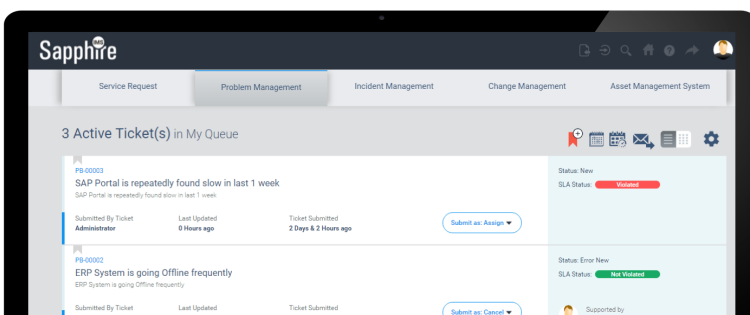 SapphIMSre
Service Request Problem Management Incident Management Change Management Asset Management System
3 Active Ticket(s) in My Queue
PB-00003
SAP Portal is repeatedly found slow in last 1 week
SAP Portal is repeatedly found slow in last 1 week
Status: New
SLA Status: Violated
Submitted By Ticket Last Updated Ticket Submitted
Administrator 0 Hours ago 2 Days & 2 Hours ago
Submit as: Assign
PB-00002
ERP System is going Offline frequently
ERP System is going Offline frequently
Status: Error New
SLA Status: Not Violated
Submitted By Ticket Last Updated Ticket Submitted
Submit as: Cancel
Supported by